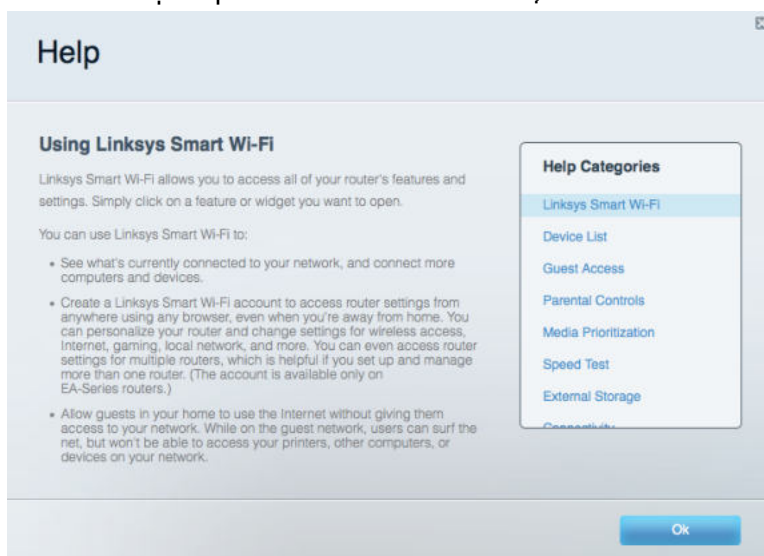 Help
Using Linksys Smart Wi-Fi
Linksys Smart Wi-Fi allows you to access all of your router's features and
settings. Simply click on a feature or widget you want to open.
You can use Linksys Smart Wi-Fi to:
• See what's currently connected to your network, and connect more
computers and devices.
• Create a Linksys Smart Wi-Fi account to access router settings from
anywhere using any browser, even when you're away from home. You
can personalize your router and change settings for wireless access,
Internet, gaming, local network, and more. You can even access router
settings for multiple routers, which is helpful if you set up and manage
more than one router. (The account is available only on
EA-Series routers.)
• Allow guests in your home to use the Internet without giving them
access to your network. While on the guest network, users can surf the
net, but won't be able to access your printers, other computers, or
devices on your network.
Help Categories
Linksys Smart Wi-Fi
Device List
Guest Access
Parental Controls
Media Prioritization
Speed Test
External Storage
Connectivity
Ok